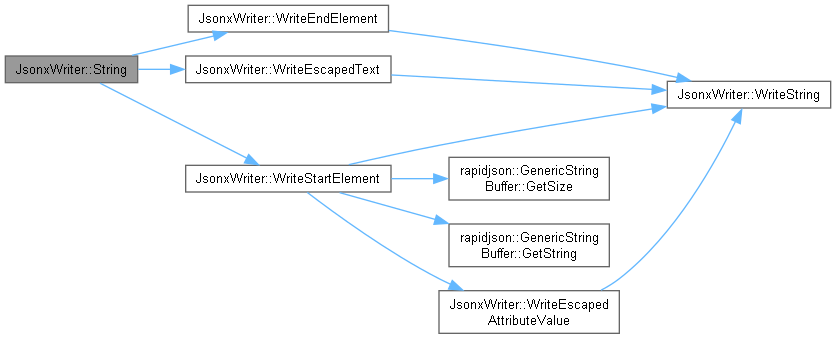 JsonxWriter::WriteEndElement
JsonxWriter::String
JsonxWriter::WriteEscapedText
JsonxWriter::WriteString
JsonxWriter::WriteStartElement
rapidjson::GenericString
Buffer::GetSize
rapidjson::GenericString
Buffer::GetString
JsonxWriter::WriteEscaped
AttributeValue